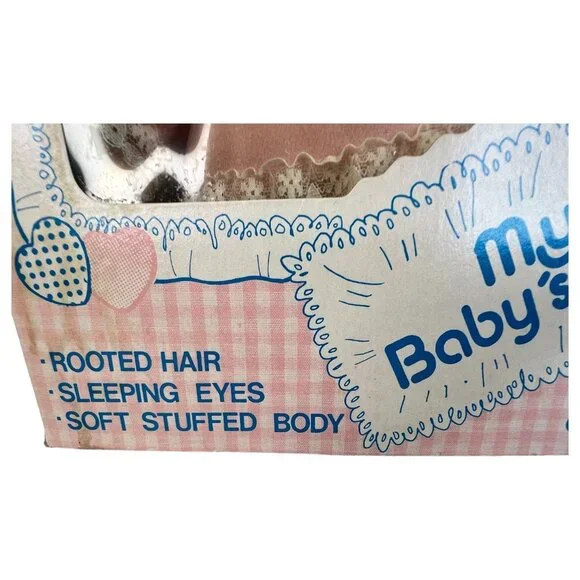 My
Baby's
· ROOTED HAIR
· SLEEPING EYES
· SOFT STUFFED BODY